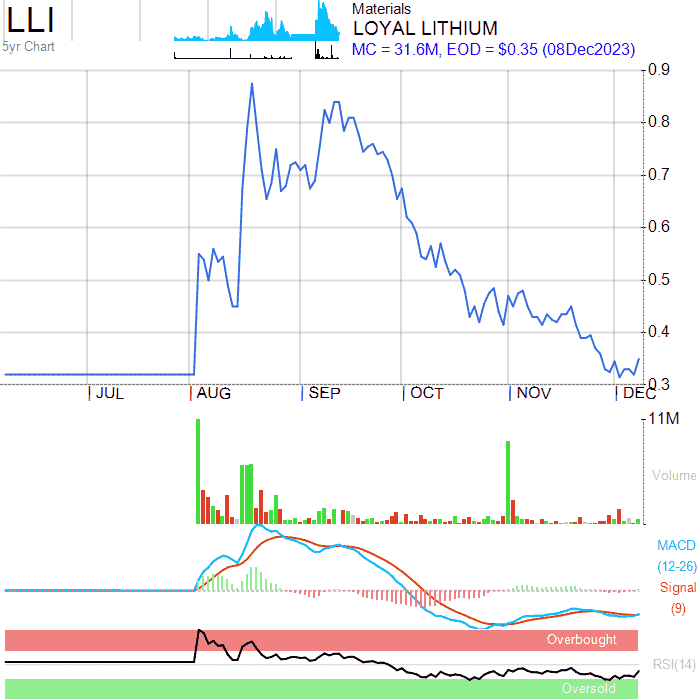 LLI
5yr Chart
Materials
LOYAL LITHIUM
MC = 31.6M, EOD = $0.35 (08Dec2023)
0.9
0.8
0.7
0.6
0.5
0.4
0.3
JUL AUG SEP OCT NOV DEC
11M
Volume
MACD
(12-26)
Signal
(9)
Overbought
RSI(14)
Oversold